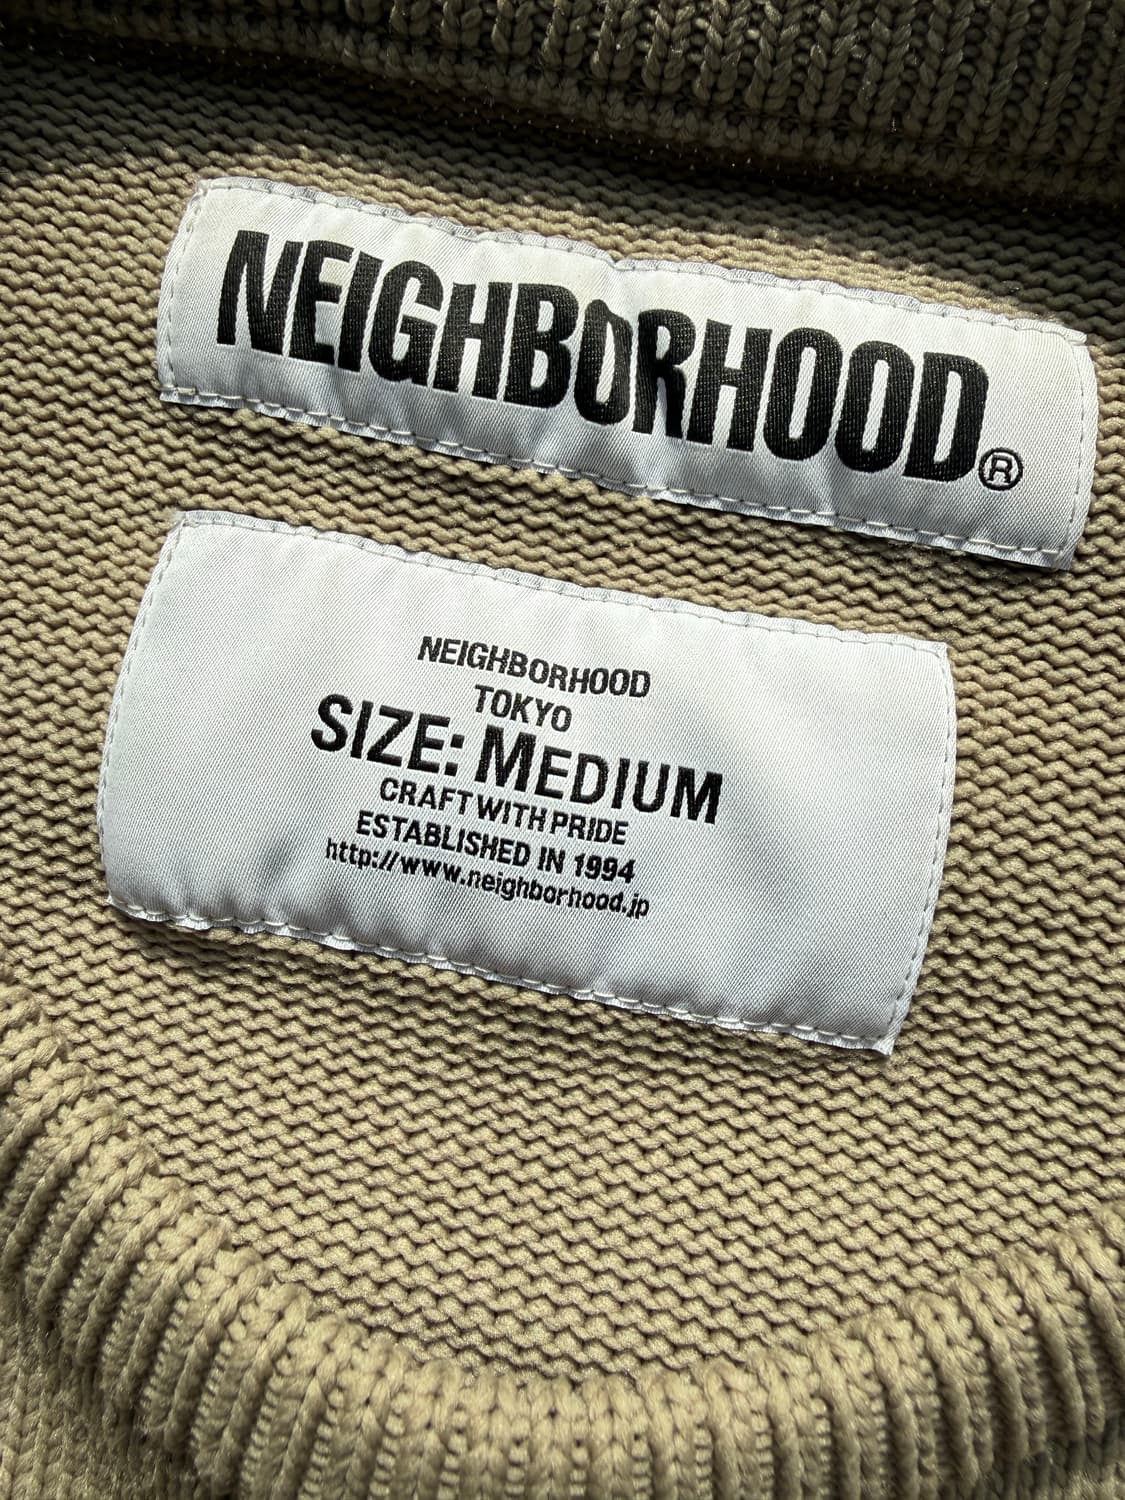 NEIGHBORHOOD®
NEIGHBORHOOD
TOKYO
SIZE: MEDIUM
CRAFT WITH PRIDE
ESTABLISHED IN 1994
http://www.neighborhood.jp